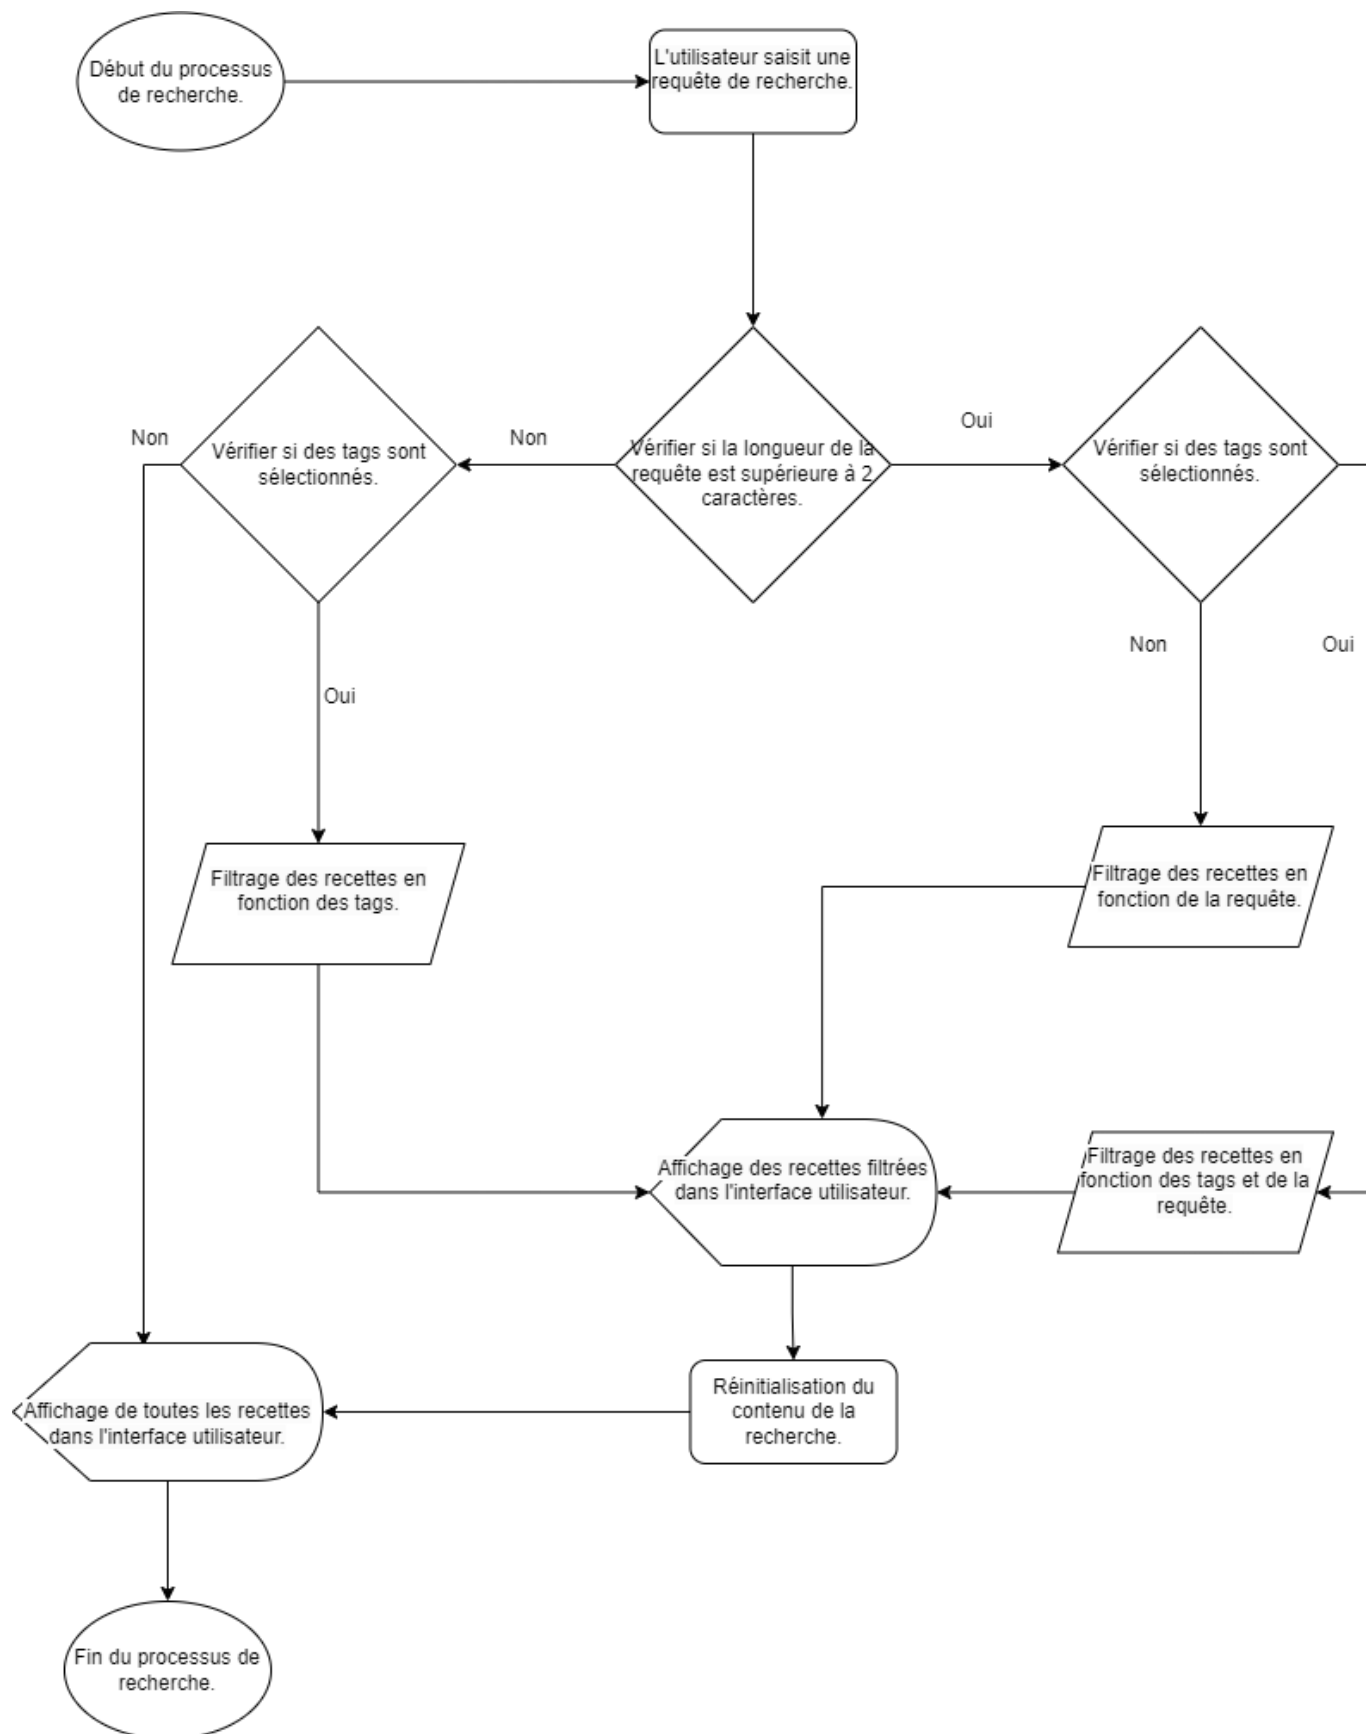 Début du processus
de recherche.
L'utilisateur saisit une
requête de recherche.
Non
Vérifier si des tags sont
sélectionnés.
Non
Vérifier si la longueur de la
requête est supérieure à 2
caractères.
Oui
Vérifier si des tags sont
sélectionnés.
Non
Oui
Oui
Filtrage des recettes en
fonction des tags.
Filtrage des recettes en
fonction de la requête.
Affichage des recettes filtrées
dans l'interface utilisateur.
Filtrage des recettes en
fonction des tags et de la
requête.
Affichage de toutes les recettes
dans l'interface utilisateur.
Réinitialisation du
contenu de la
recherche.
Fin du processus de
recherche.